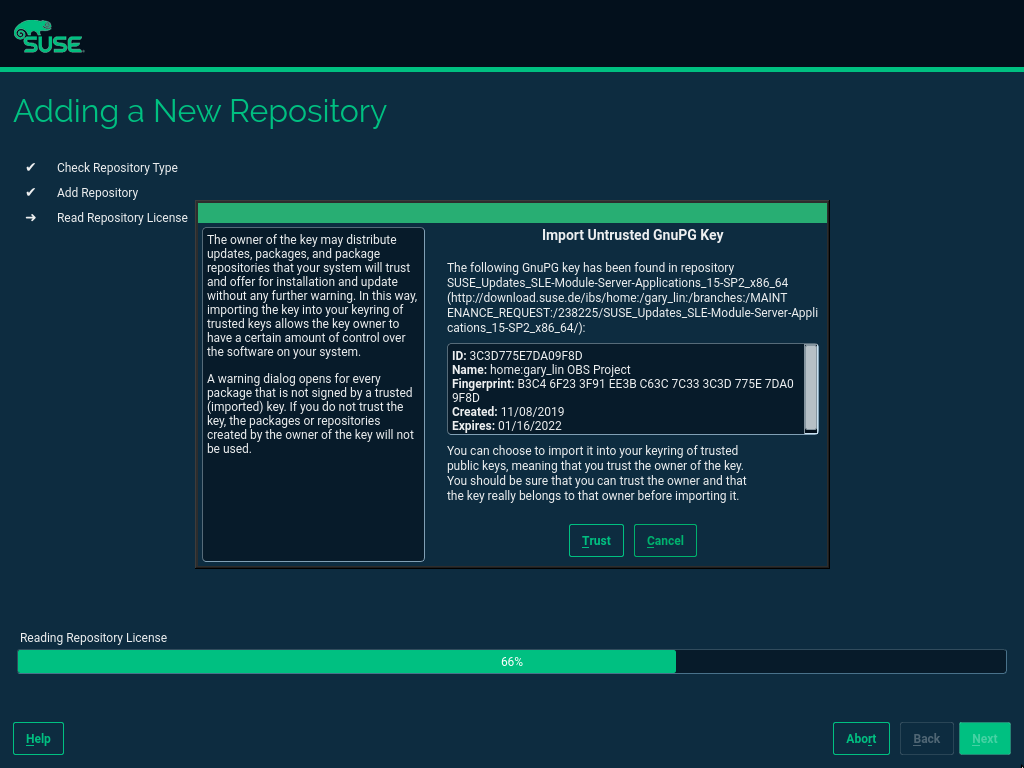 SUSE
Adding a New Repository
✔ Check Repository Type
✔ Add Repository
➜ Read Repository License
The owner of the key may distribute
updates, packages, and package
repositories that your system will trust
and offer for installation and update
without any further warning. In this way,
importing the key into your keyring of
trusted keys allows the key owner to
have a certain amount of control over
the software on your system.
A warning dialog opens for every
package that is not signed by a trusted
(imported) key. If you do not trust the
key, the packages or repositories
created by the owner of the key will not
be used.
Import Untrusted GnuPG Key
The following GnuPG key has been found in repository
SUSE_Updates_SLE-Module-Server-Applications_15-SP2_x86_64
(http://download.suse.de/ibs/home:/gary_lin:/branches:/MAINT
ENANCE_REQUEST:/238225/SUSE_Updates_SLE-Module-Server-Appli
cations_15-SP2_x86_64/):
ID: 3C3D775E7DA09F8D
Name: home:gary_lin OBS Project
Fingerprint: B3C4 6F23 3F91 EE3B C63C 7C33 3C3D 775E 7DA0
9F8D
Created: 11/08/2019
Expires: 01/16/2022
You can choose to import it into your keyring of trusted
public keys, meaning that you trust the owner of the key.
You should be sure that you can trust the owner and that
the key really belongs to that owner before importing it.
Trust Cancel
Reading Repository License
66%
Help Abort Back Next